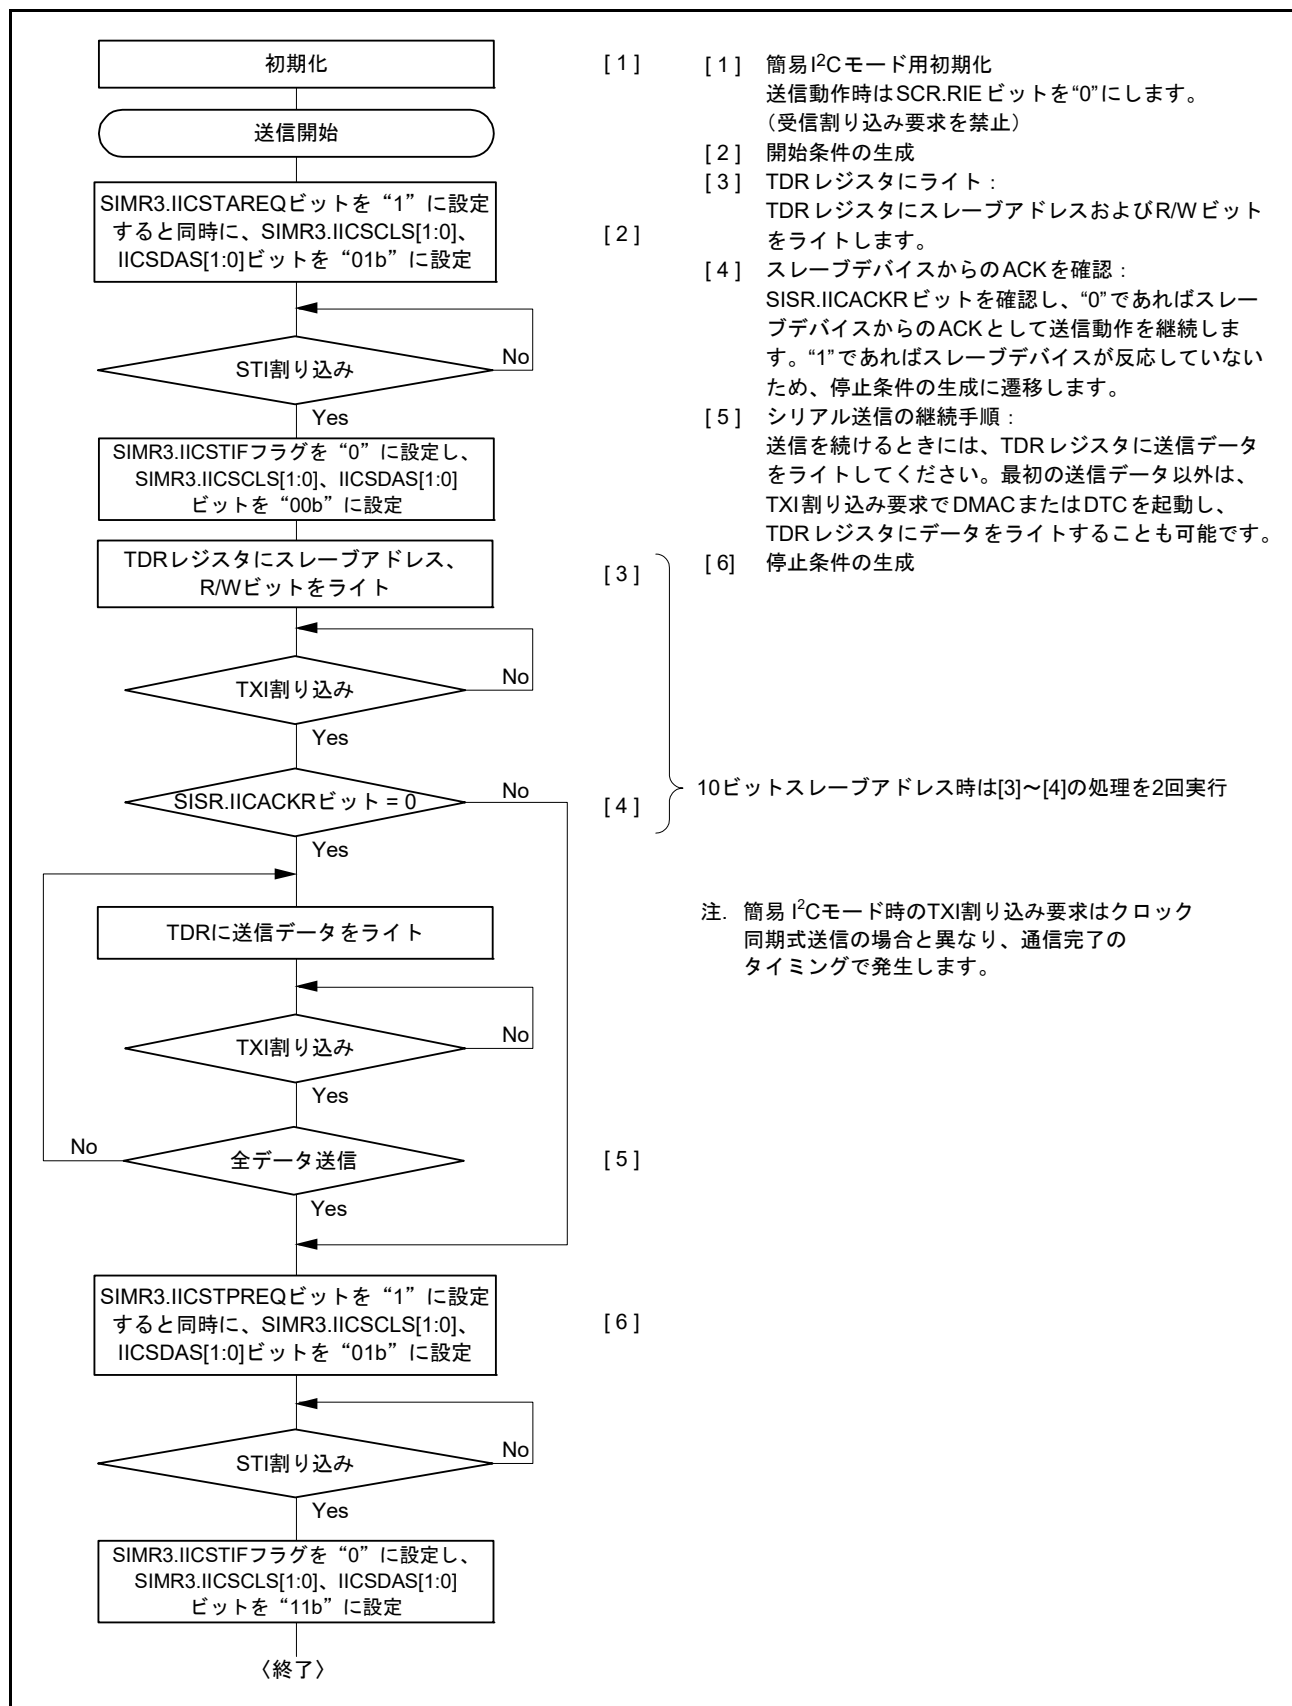 初期化
[ 1 ]
送信開始
SIMR3.IICSTAREQビットを“1”に設定
すると同時に、SIMR3.IICSCLS[1:0]、
IICSDAS[1:0]ビットを“01b”に設定
[ 2 ]
STI割り込み
No
Yes
SIMR3.IICSTIFフラグを“0”に設定し、
SIMR3.IICSCLS[1:0]、IICSDAS[1:0]
ビットを“00b”に設定
TDRレジスタにスレーブアドレス、
R/Wビットをライト
[ 3 ]
TXI割り込み
No
Yes
SISR.IICACKRビット = 0
No
[ 4 ]
Yes
TDRに送信データをライト
TXI割り込み
No
Yes
全データ送信
No
[ 5 ]
Yes
SIMR3.IICSTPREQビットを“1”に設定
すると同時に、SIMR3.IICSCLS[1:0]、
IICSDAS[1:0]ビットを“01b”に設定
[ 6 ]
STI割り込み
No
Yes
SIMR3.IICSTIFフラグを“0”に設定し、
SIMR3.IICSCLS[1:0]、IICSDAS[1:0]
ビットを“11b”に設定
〈終了〉
[ 1 ] 簡易I²Cモード用初期化
送信動作時はSCR.RIEビットを“0”にします。
（受信割り込み要求を禁止）
[ 2 ] 開始条件の生成
[ 3 ] TDRレジスタにライト：
TDRレジスタにスレーブアドレスおよびR/Wビット
をライトします。
[ 4 ] スレーブデバイスからのACKを確認：
SISR.IICACKRビットを確認し、“0”であればスレー
ブデバイスからのACKとして送信動作を継続しま
す。“1”であればスレーブデバイスが反応していない
ため、停止条件の生成に遷移します。
[ 5 ] シリアル送信の継続手順：
送信を続けるときには、TDRレジスタに送信データ
をライトしてください。最初の送信データ以外は、
TXI割り込み要求でDMACまたはDTCを起動し、
TDRレジスタにデータをライトすることも可能です。
[ 6] 停止条件の生成
10ビットスレーブアドレス時は[3]～[4]の処理を2回実行
注. 簡易 I²Cモード時のTXI割り込み要求はクロック
同期式送信の場合と異なり、通信完了の
タイミングで発生します。